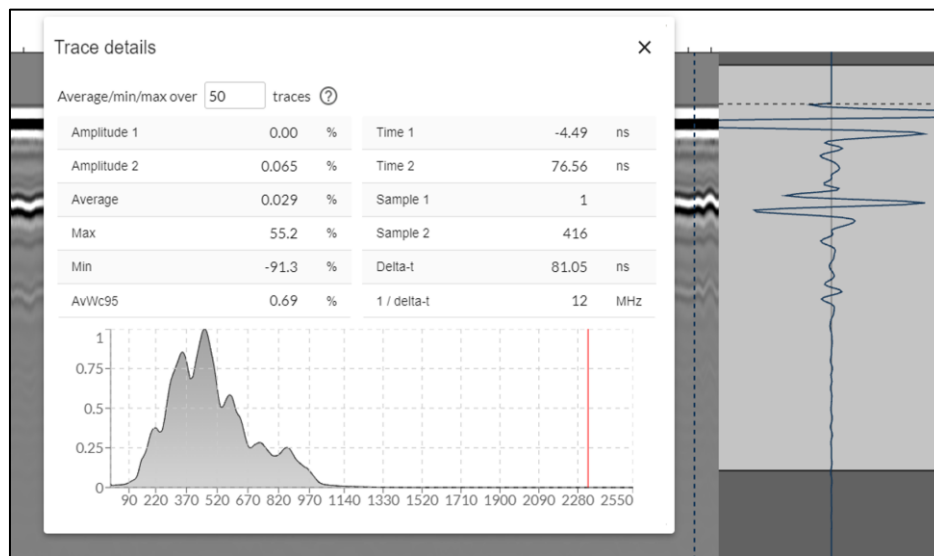 Trace details
Average/min/max over 50 traces ?
Amplitude 1 0.00 % Time 1 -4.49 ns
Amplitude 2 0.065 % Time 2 76.56 ns
Average 0.029 % Sample 1 1
Max 55.2 % Sample 2 416
Min -91.3 % Delta-t 81.05 ns
AvWc95 0.69 % 1 / delta-t 12 MHz
1
0.75
0.5
0.25
0
90 220 370 520 670 820 970 1140 1330 1520 1710 1900 2090 2280 2550